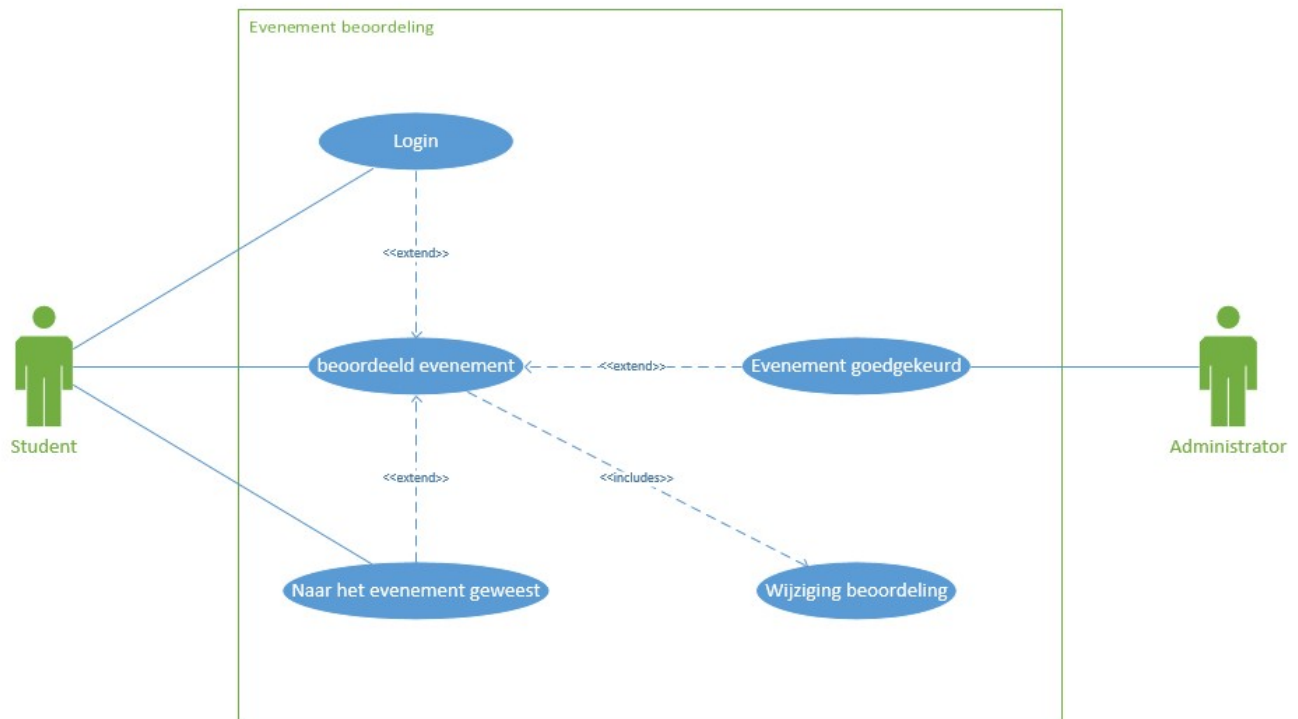 Evenement beoordeling
Login
<<extend>>
beoordeeld evenement
<<extend>>
Evenement goedgekeurd
Student
Administrator
<<extend>>
<<includes>>
Naar het evenement geweest
Wijziging beoordeling